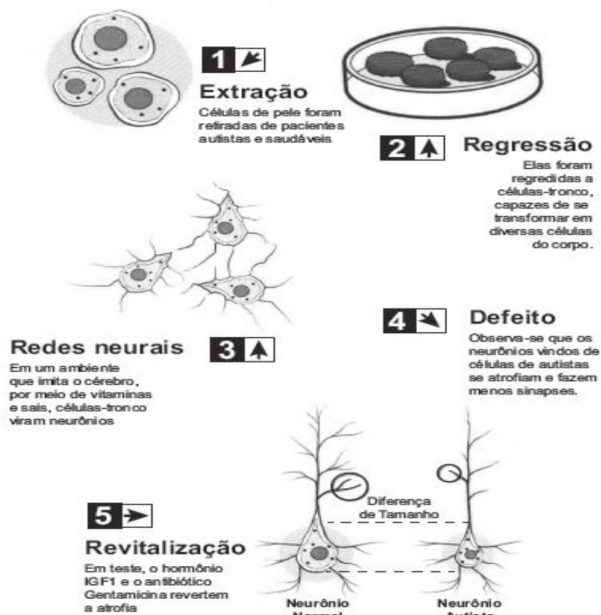 1
Extração
Células de pele foram
retiradas de pacientes
autistas e saudáveis
2
Regressão
Elas foram
regredidas a
células-tronco,
capazes de se
transformar em
diversas células
do corpo.
Redes neurais
3
Em um ambiente
que imita o cérebro,
por meio de vitaminas
e sais, células-tronco
viram neurônios
4
Defeito
Observa-se que os
neurônios vindos de
células de autistas
se atrofiam e fazem
menos sinapses.
5
Revitalização
Em teste, o hormônio
IGF1 e o antibiótico
Gentamicina revertem
a atrofia
Diferença
de Tamanho
Neurônio
Normal
Neurônio
Autista